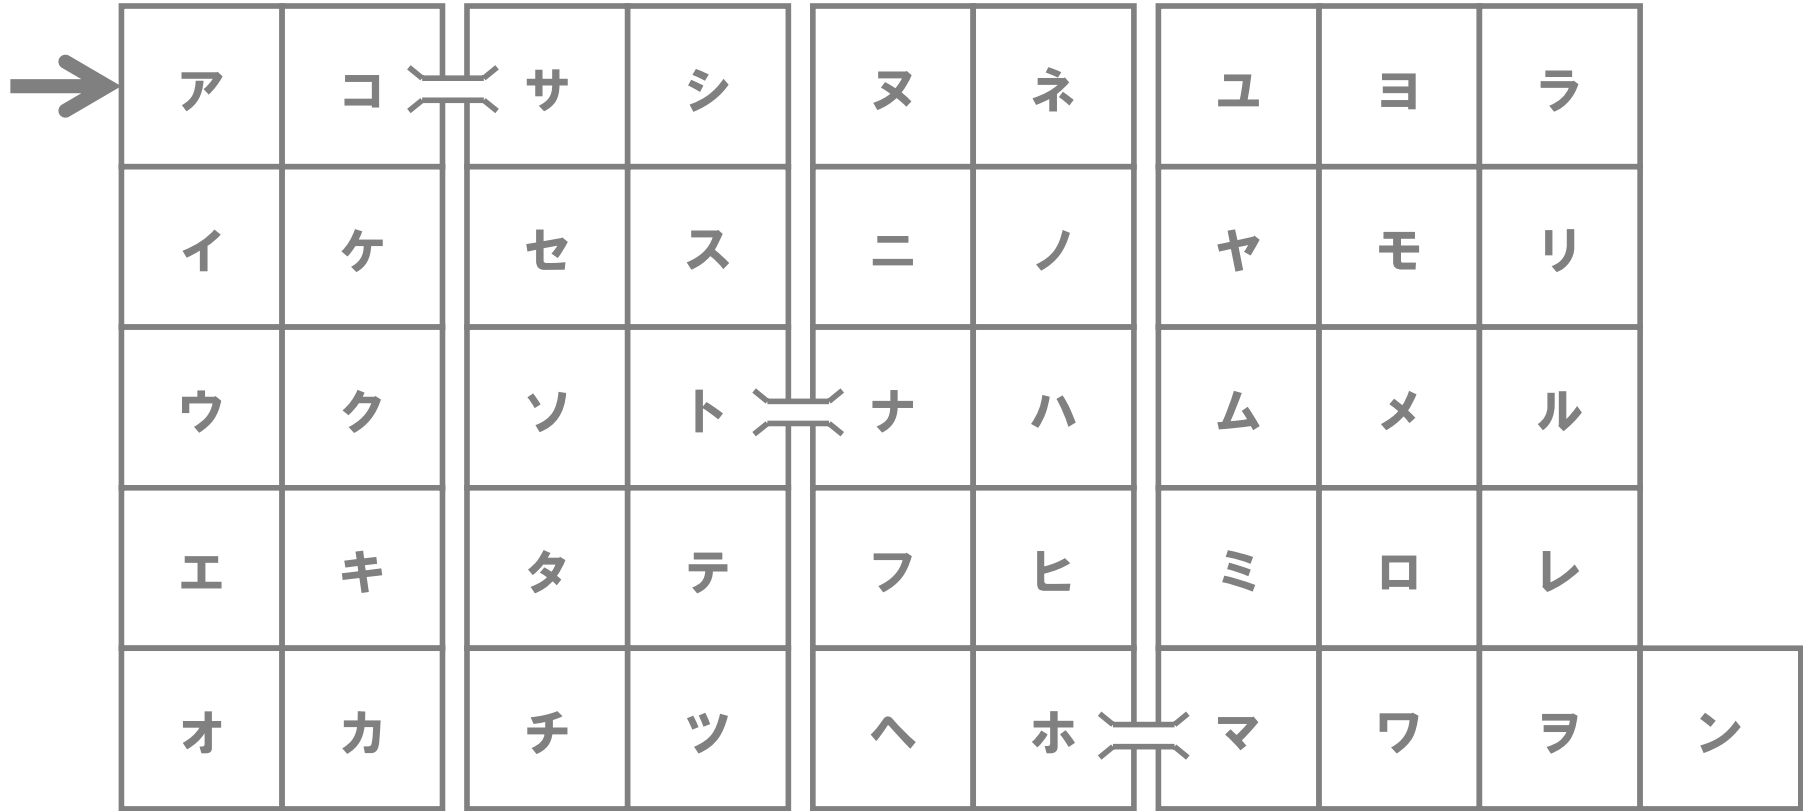 ア コ サ シ ヌ ネ ユ ヨ ラ
イ ケ セ ス ニ ノ ヤ モ リ
ウ ク ソ ト ナ ハ ム メ ル
エ キ タ テ フ ヒ ミ ロ レ
オ カ チ ツ ヘ ホ マ ワ ヲ ン